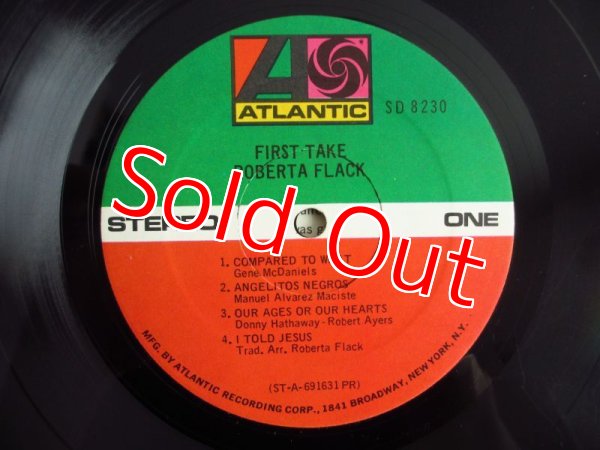 ATLANTIC
SD 8230
FIRST TAKE
ROBERTA FLACK
Sold Out
STEREO
ONE
1. COMPARED TO
Gene McDaniels
2. ANGELITOS NEGROS
Manuel Alvarez Maciste
3. OUR AGES OR OUR HEARTS
Donny Hathaway - Robert Ayers
4. I TOLD JESUS
Trad. Arr. Roberta Flack
(ST-A-691631 PR)
MFG. BY ATLANTIC RECORDING CORP., 1841 BROADWAY, NEW YORK, N.Y.